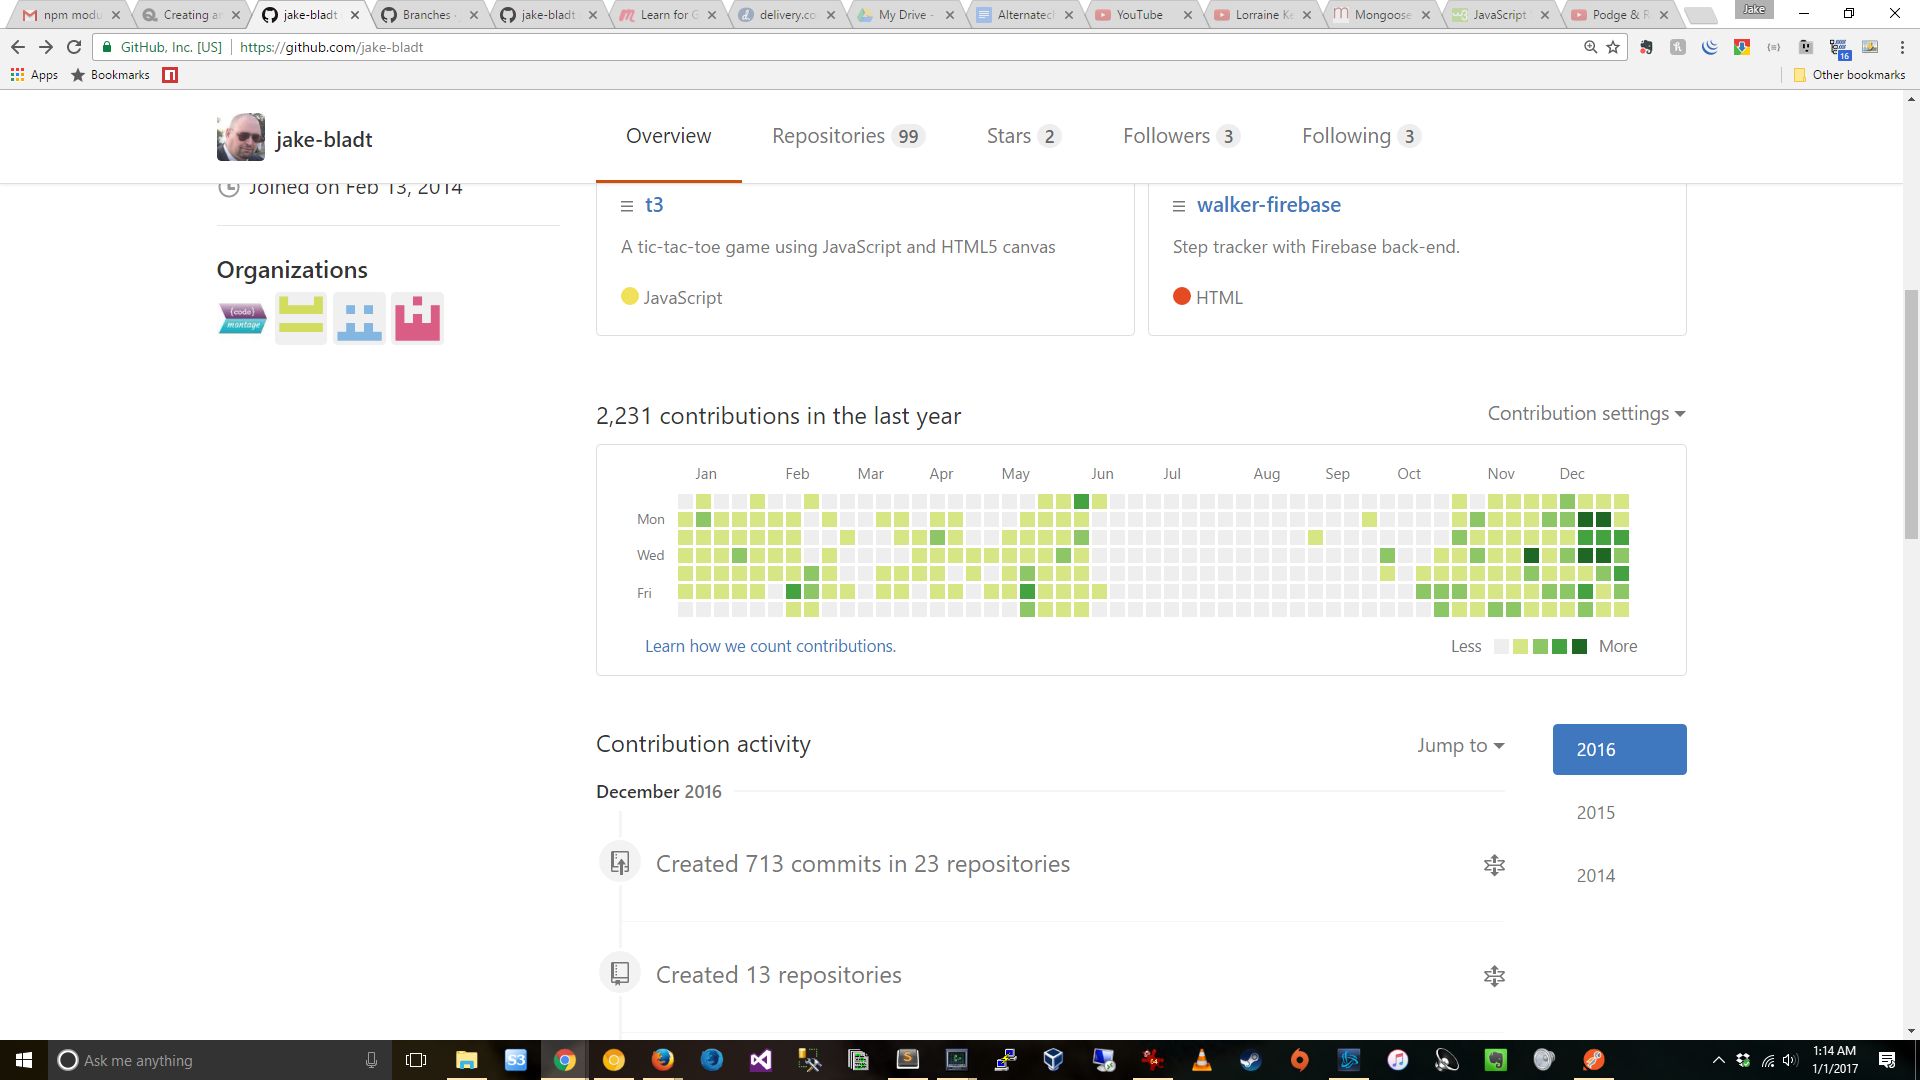 npm modu
Creating a
jake-bladt
Branches
jake-bladt
Learn for G
delivery.co
My Drive -
Alternatecl
YouTube
Lorraine Ke
Mongoose
JavaScript
Podge & R
Jake
GitHub, Inc. [US]
https://github.com/jake-bladt
16
Apps
Bookmarks
Other bookmarks
jake-bladt
Overview
Repositories 99
Stars 2
Followers 3
Following 3
Joined on Feb 13, 2014
Organizations
{code}
montage
t3
A tic-tac-toe game using JavaScript and HTML5 canvas
JavaScript
walker-firebase
Step tracker with Firebase back-end.
HTML
2,231 contributions in the last year
Contribution settings
Jan Feb Mar Apr May Jun Jul Aug Sep Oct Nov Dec
Mon
Wed
Fri
Learn how we count contributions.
Less
More
Contribution activity
Jump to
2016
2015
2014
December 2016
Created 713 commits in 23 repositories
Created 13 repositories
Ask me anything
S3
1:14 AM
1/1/2017